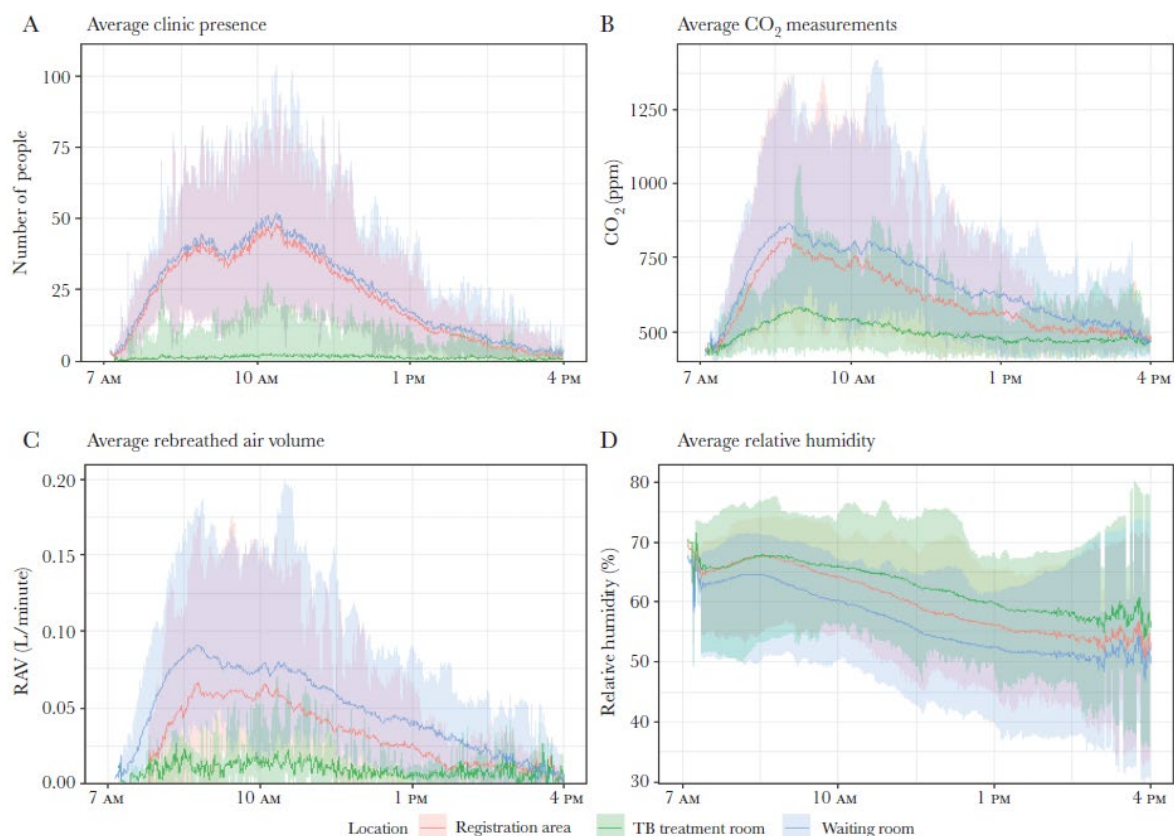 A Average clinic presence
Number of people
100
75
50
25
0
7 AM 10 AM 1 PM 4 PM
B Average CO₂ measurements
CO₂ (ppm)
1250
1000
750
500
7 AM 10 AM 1 PM 4 PM
C Average rebreathed air volume
RAV (L/minute)
0.20
0.15
0.10
0.05
0.00
7 AM 10 AM 1 PM 4 PM
D Average relative humidity
Relative humidity (%)
80
70
60
50
40
30
7 AM 10 AM 1 PM 4 PM
Location Registration area TB treatment room Waiting room